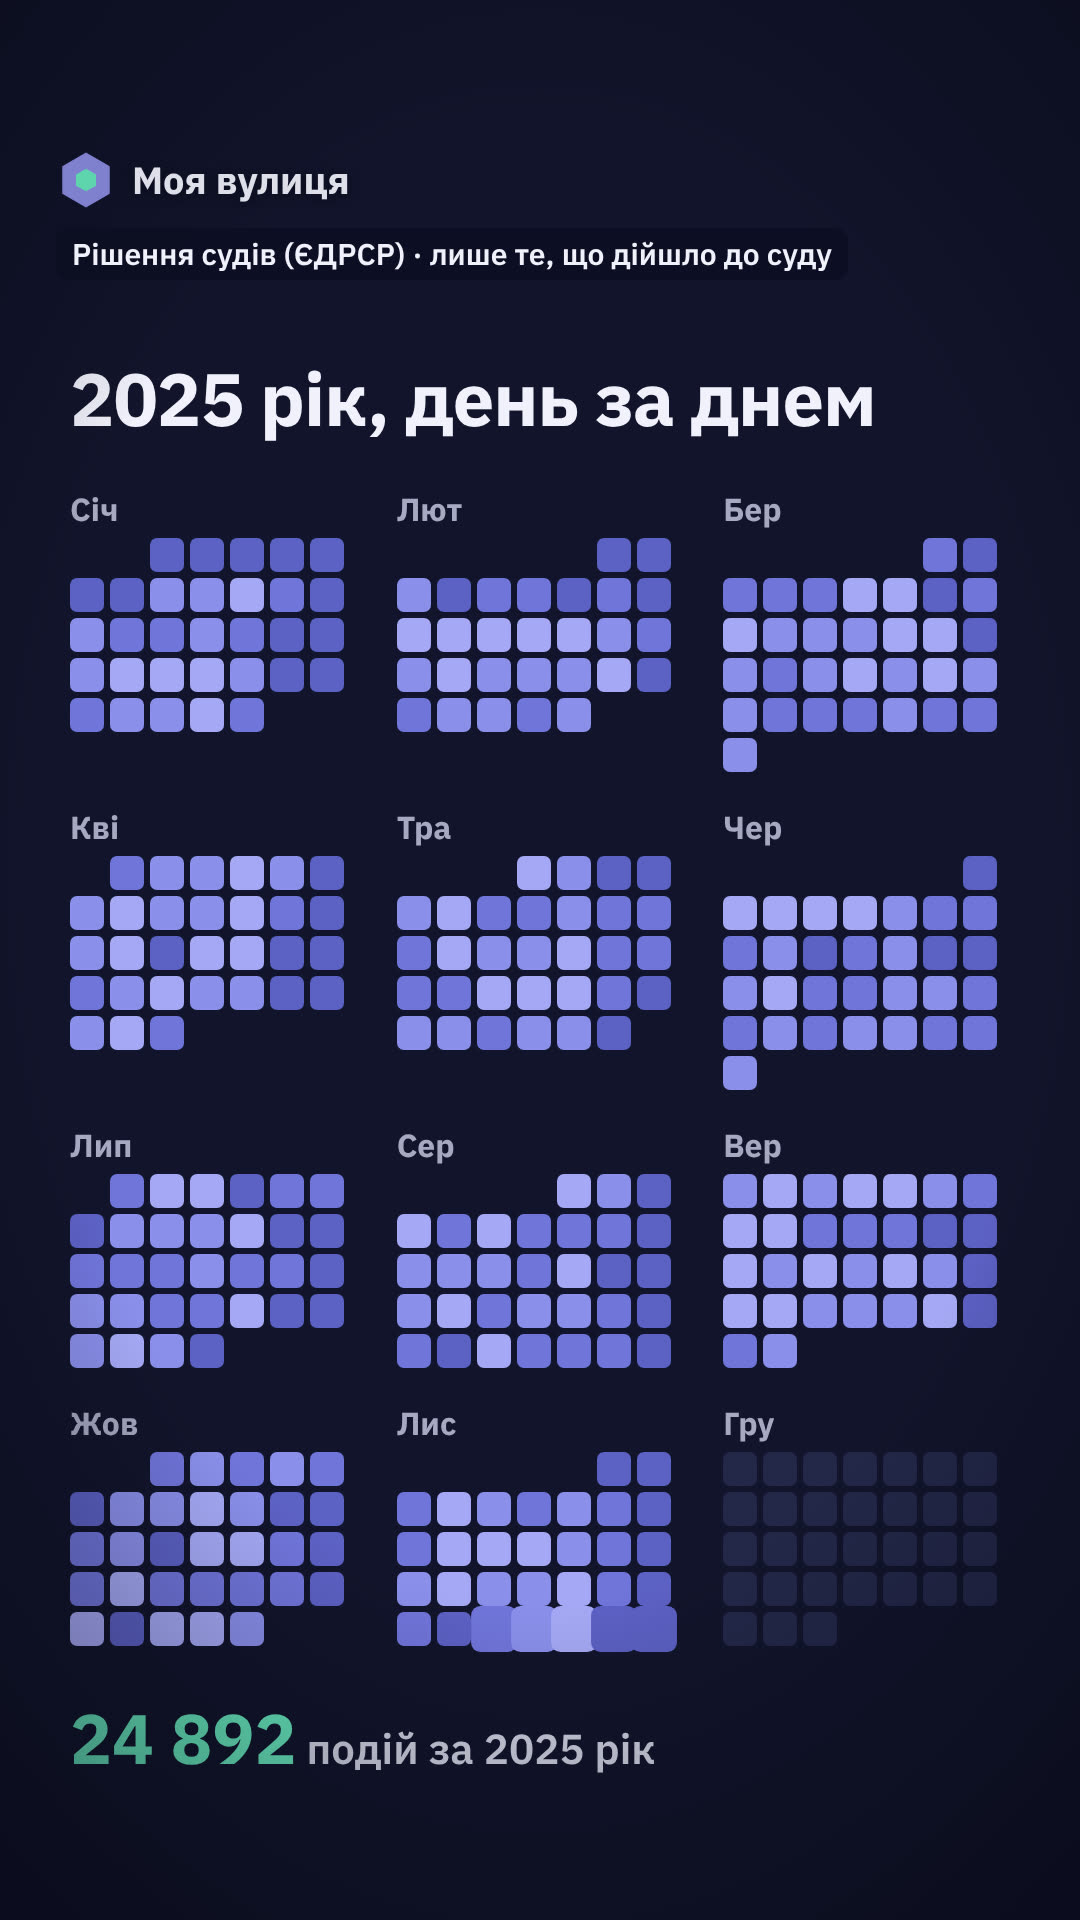 Моя вулиця
Рішення судів (ЄДРСР) · лише те, що дійшло до суду
2025 рік, день за днем
Січ Лют Бер
Кві Тра Чер
Лип Сер Вер
Жов Лис Гру
24 892 подій за 2025 рік